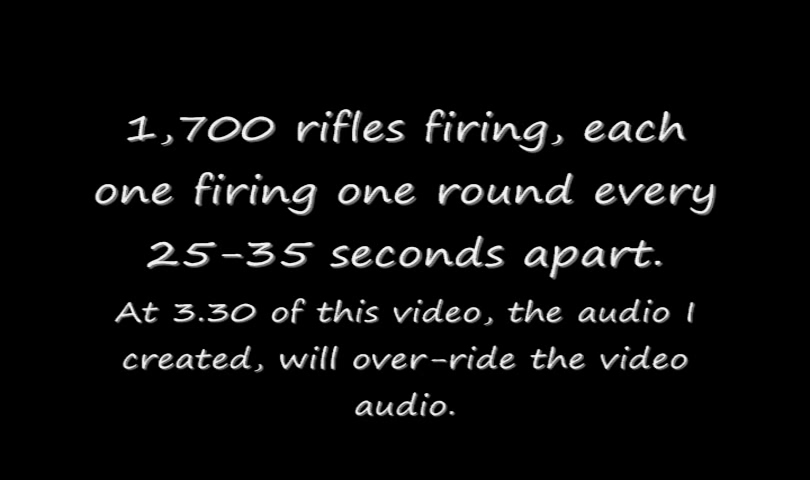 1,700 rifles firing, each
one firing one round every
25-35 seconds apart.
At 3.30 of this video, the audio I
created, will over-ride the video
audio.